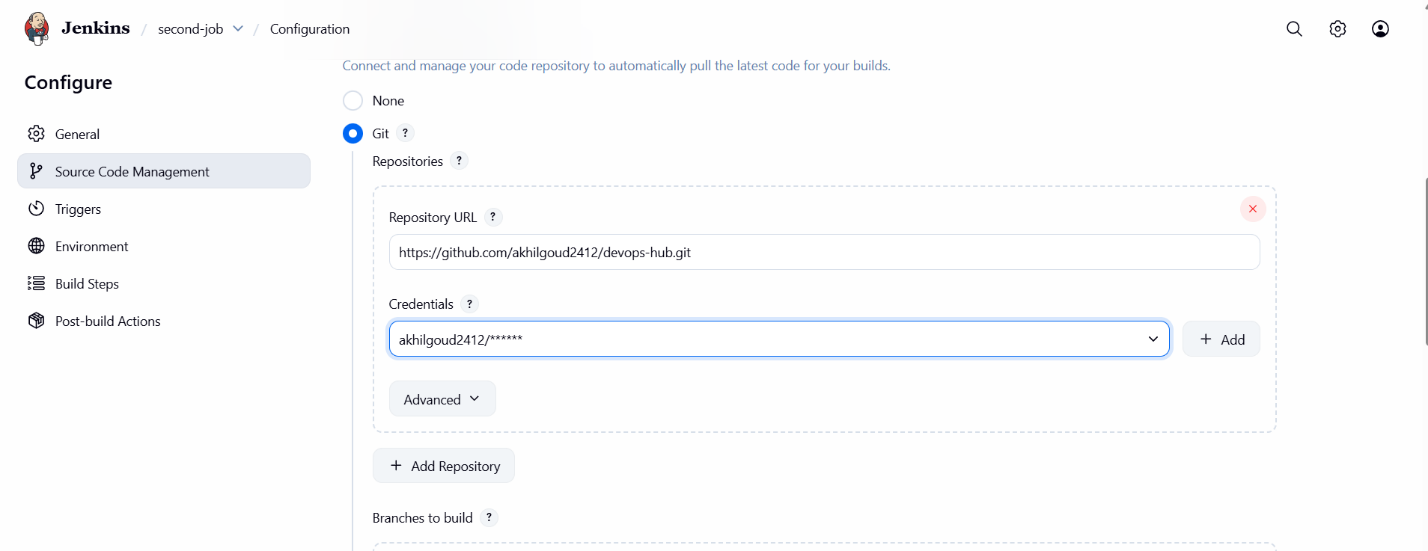 Jenkins / second-job / Configuration
Configure
General
Source Code Management
Triggers
Environment
Build Steps
Post-build Actions
Connect and manage your code repository to automatically pull the latest code for your builds.
None
Git ?
Repositories ?
Repository URL ?
https://github.com/akhilgoud2412/devops-hub.git
Credentials ?
akhilgoud2412/******
+ Add
Advanced
+ Add Repository
Branches to build ?